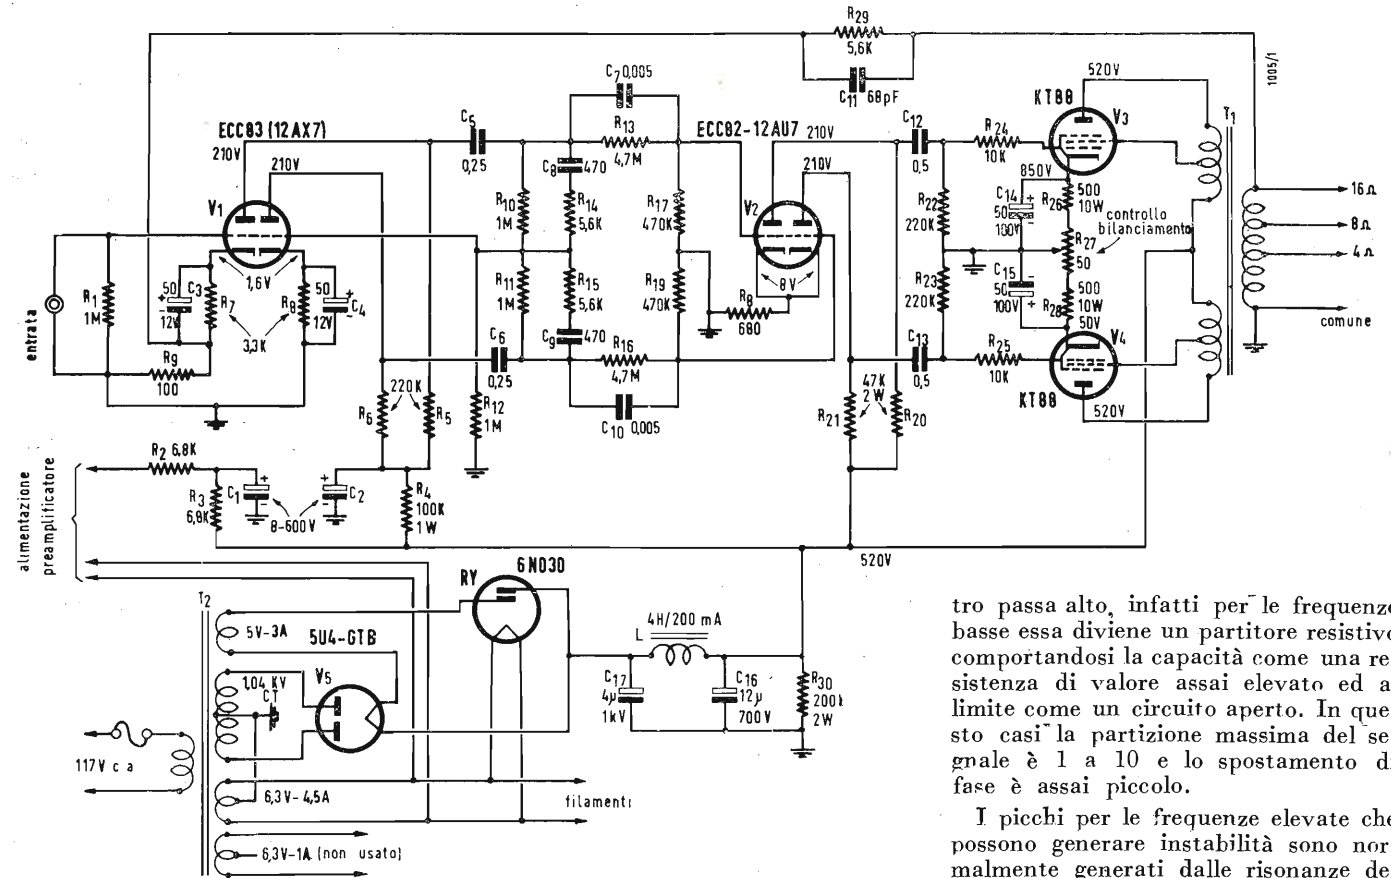 R29
5,6K
C11 68pF
1005/1
C7 0,005
ECC83 (12AX7)
210V
210V
V1
C5
0,25
R13
4,7M
C8 470
R10
1M
R14
5,6K
R17
470K
ECC82-12AU7
210V
210V
V2
C12
0,5
R24
10K
KT88
520V
V3
T1
850V
C14
50
100V
R26
500
10W
R22
220K
controllo
bilanciamento
R27
50
16Ω
8Ω
4Ω
comune
entrata
R1
1M
50
C3
12V
R7
1,6V
R8
50
12V
C4
3,3K
R9
100
R11
1M
R15
5,6K
R19
470K
C9 470
R16
4,7M
C6
0,25
C10 0,005
R12
1M
8V
R8
680
R23
220K
C15
50
100V
500
10W
R28
50V
V4
C13
0,5
R25
10K
KT88
520V
220K
R6
R5
47K
2W
R21
R20
alimentazione
preamplificatore
R2 6,8K
R3
6,8K
C1
8-600V
C2
R4
100K
1W
520V
T2
5V-3A
5U4-GTB
V5
1,04 KV
CT
RY
6NO30
4H/200 mA
L
C17
4µ
1kV
C16
12µ
700V
R30
200k
2W
117V c a
6,3V-4,5A
filamenti
6,3V-1A (non usato)
tro passa alto, infatti per le frequenze
basse essa diviene un partitore resistivo
comportandosi la capacità come una re
sistenza di valore assai elevato ed a
limite come un circuito aperto. In que
sto casi la partizione massima del se
gnale è 1 a 10 e lo spostamento d
fase è assai piccolo.
I picchi per le frequenze elevate che
possono generare instabilità sono nor
malmente generati dalle risonanze de